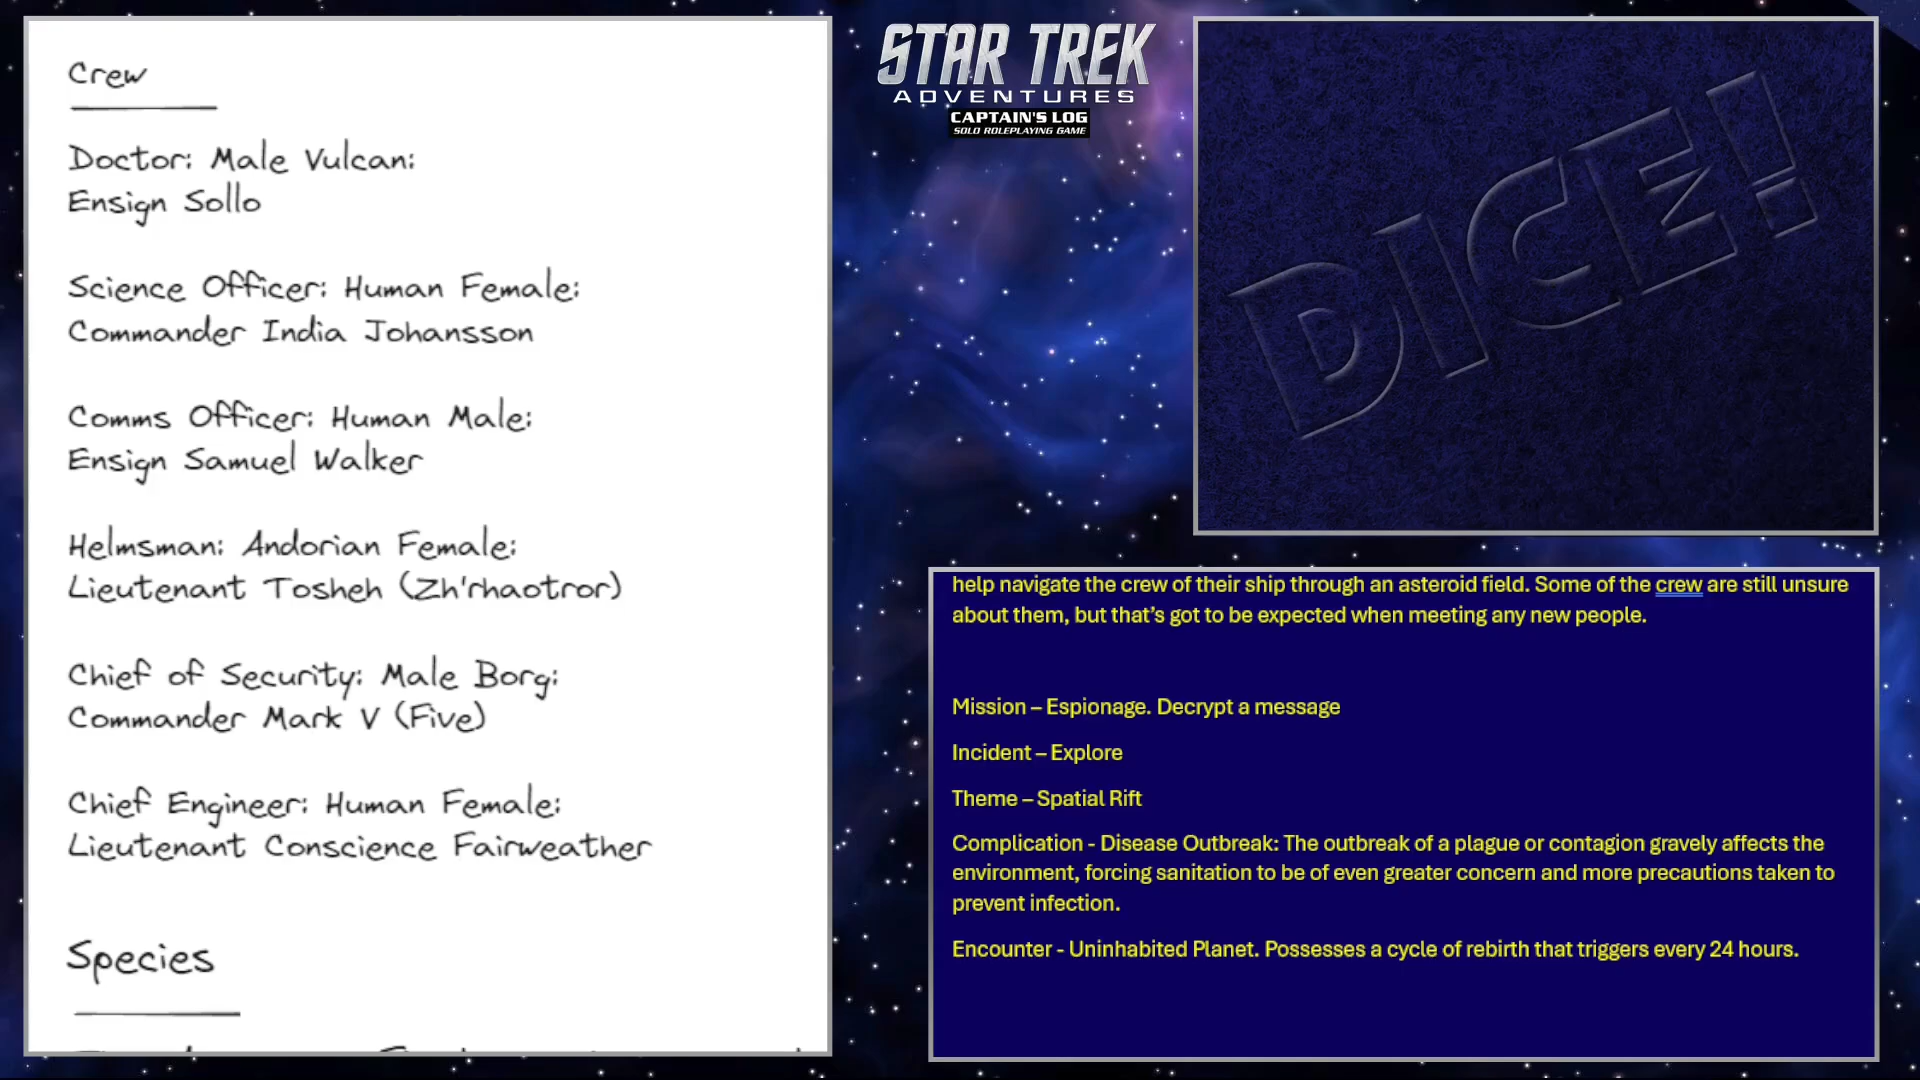 Crew
Doctor: Male Vulcan:
Ensign Sollo
Science Officer: Human Female:
Commander India Johansson
Comms Officer: Human Male:
Ensign Samuel Walker
Helmsman: Andorian Female:
Lieutenant Tosheh (Zh'rhaotror)
Chief of Security: Male Borg:
Commander Mark V (Five)
Chief Engineer: Human Female:
Lieutenant Conscience Fairweather
Species
STAR TREK
ADVENTURES
CAPTAIN'S LOG
SOLO ROLEPLAYING GAME
DICE!
help navigate the crew of their ship through an asteroid field. Some of the crew are still unsure
about them, but that’s got to be expected when meeting any new people.
Mission – Espionage. Decrypt a message
Incident – Explore
Theme – Spatial Rift
Complication - Disease Outbreak: The outbreak of a plague or contagion gravely affects the
environment, forcing sanitation to be of even greater concern and more precautions taken to
prevent infection.
Encounter - Uninhabited Planet. Possesses a cycle of rebirth that triggers every 24 hours.